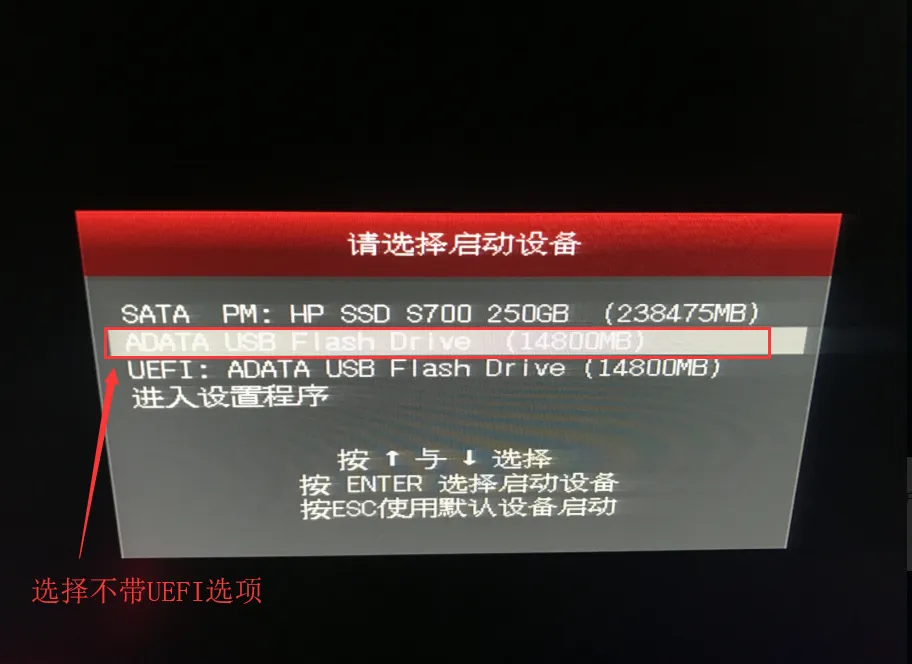 请选择启动设备
SATA PM: HP SSD S700 250GB (238475MB)
ADATA USB Flash Drive (14800MB)
UEFI: ADATA USB Flash Drive (14800MB)
进入设置程序
按 ↑ 与 ↓ 选择
按 ENTER 选择启动设备
按ESC使用默认设备启动
选择不带UEFI选项